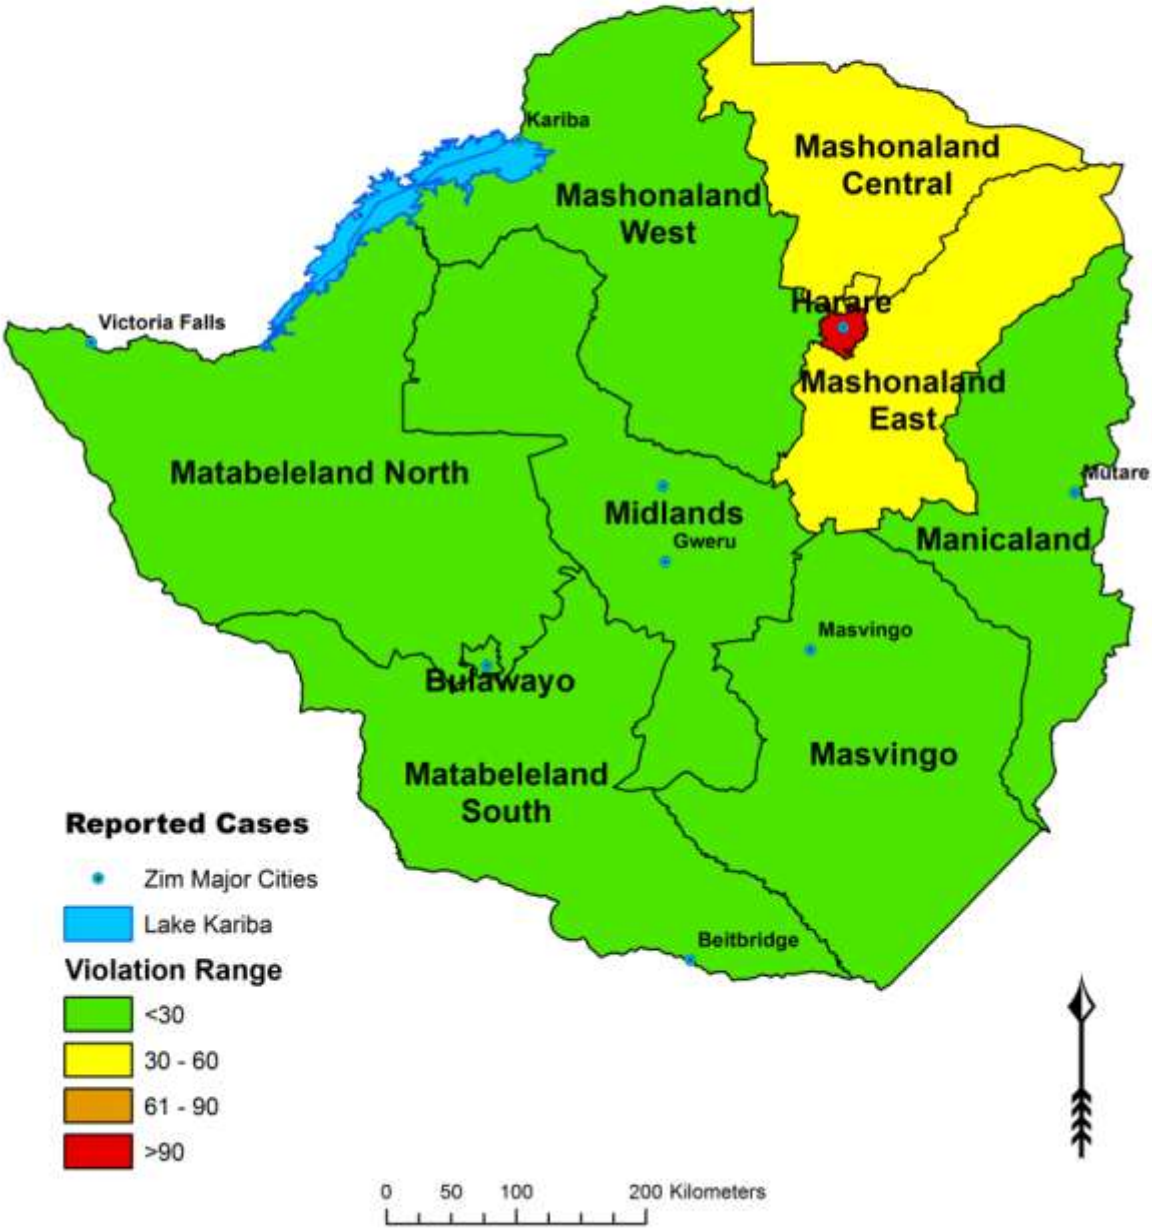 Kariba
Mashonaland
Central
Mashonaland
West
Harare
Victoria Falls
Mashonaland
East
Matabeleland North
Mutare
Midlands
Gweru
Manicaland
Masvingo
Bulawayo
Masvingo
Matabeleland
South
Beitbridge
Reported Cases
Zim Major Cities
Lake Kariba
Violation Range
<30
30 - 60
61 - 90
>90
0 50 100 200 Kilometers